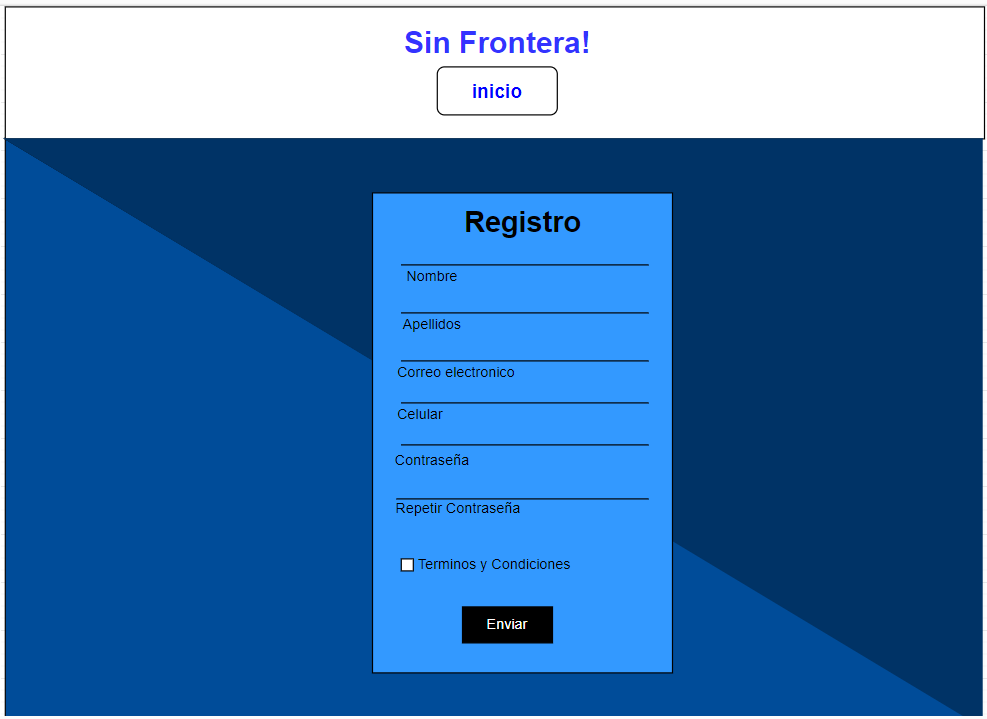 Sin Frontera!
inicio
Registro
Nombre
Apellidos
Correo electronico
Celular
Contraseña
Repetir Contraseña
Terminos y Condiciones
Enviar